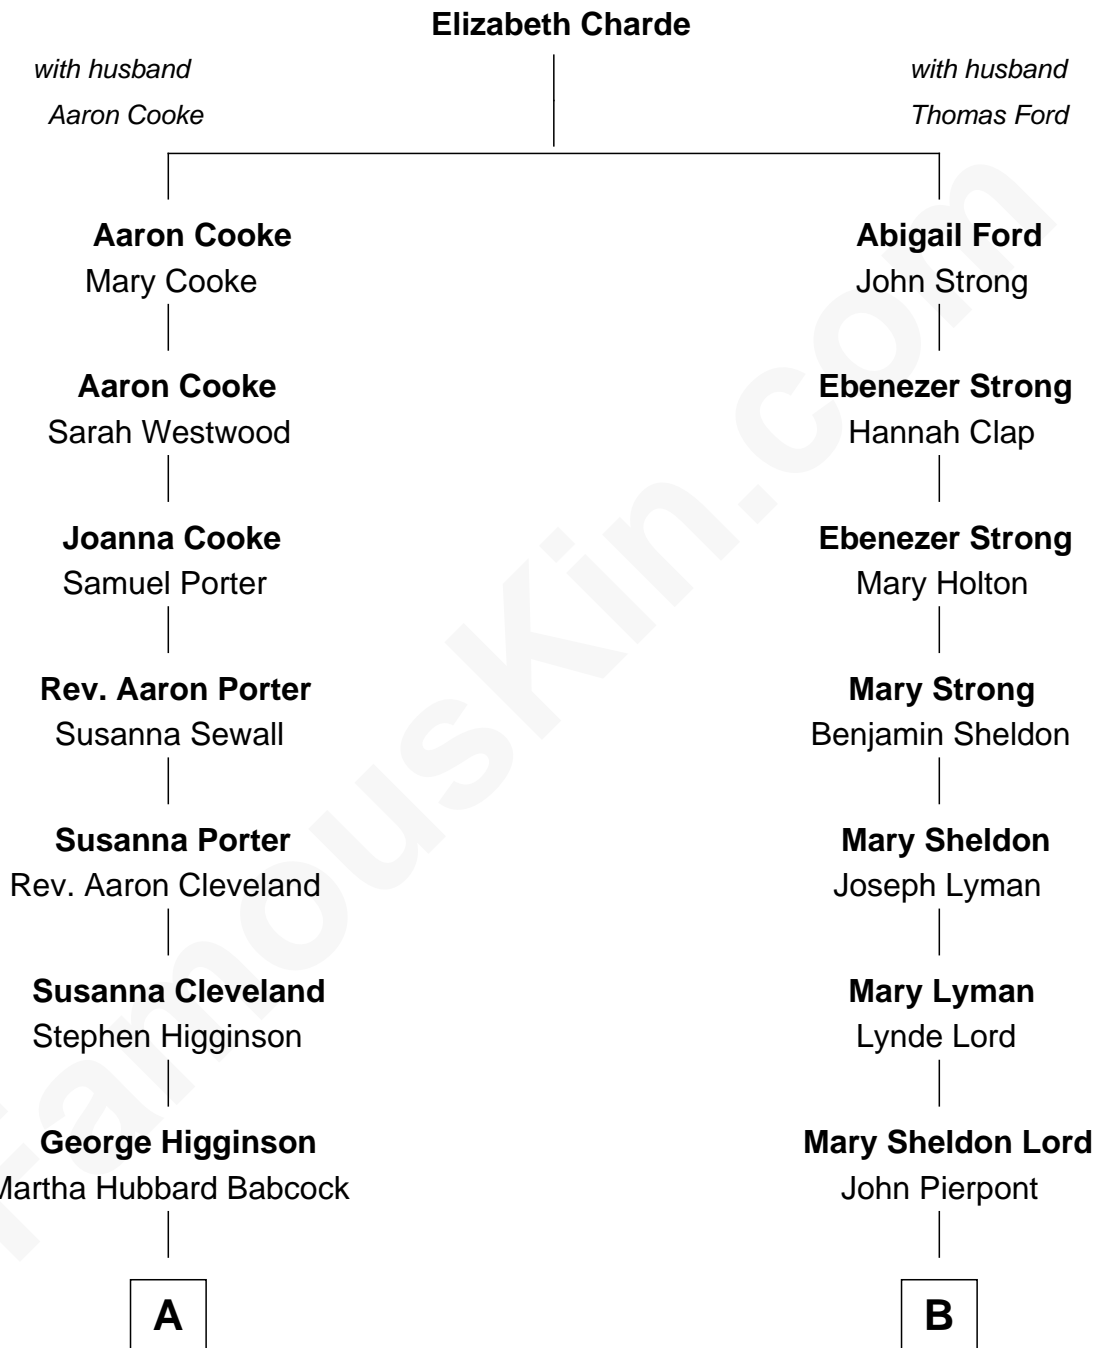 Elizabeth Charde
with husband
Aaron Cooke
with husband
Thomas Ford
Aaron Cooke
Mary Cooke
Abigail Ford
John Strong
Aaron Cooke
Sarah Westwood
Ebenezer Strong
Hannah Clap
Joanna Cooke
Samuel Porter
Ebenezer Strong
Mary Holton
Rev. Aaron Porter
Susanna Sewall
Mary Strong
Benjamin Sheldon
Susanna Porter
Rev. Aaron Cleveland
Mary Sheldon
Joseph Lyman
Susanna Cleveland
Stephen Higginson
Mary Lyman
Lynde Lord
George Higginson
Martha Hubbard Babcock
Mary Sheldon Lord
John Pierpont
A
B
FamousKin.com